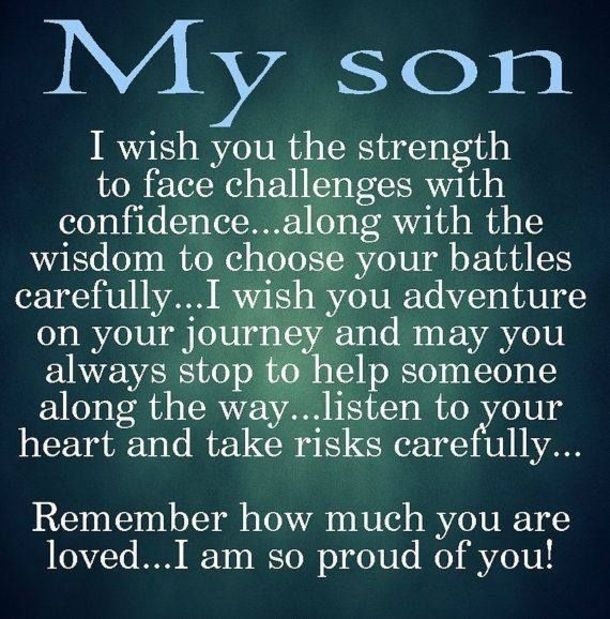 My son
I wish you the strength
to face challenges with
confidence...along with the
wisdom to choose your battles
carefully...I wish you adventure
on your journey and may you
always stop to help someone
along the way...listen to your
heart and take risks carefully...
Remember how much you are
loved...I am so proud of you!